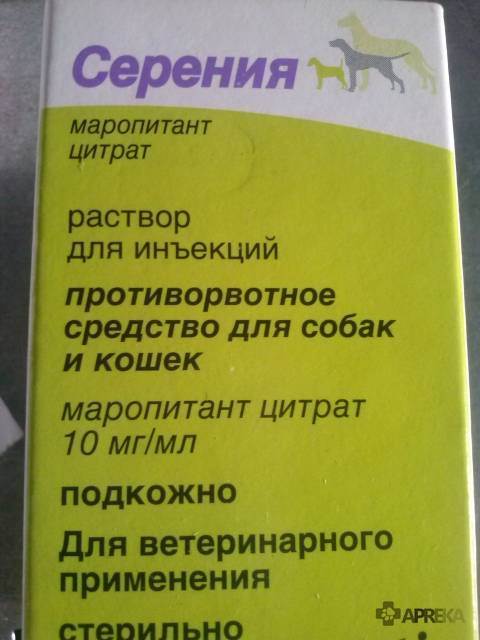 Серения
маропитант
цитрат
раствор
для инъекций
противорвотное
средство для собак
и кошек
маропитант цитрат
10 мг/мл
подкожно
Для ветеринарного
применения
стерильно
APREKA